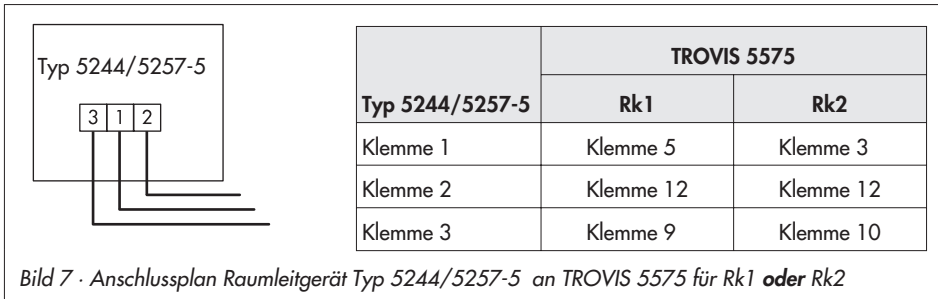 Typ 5244/5257-5
3 1 2
TROVIS 5575
Typ 5244/5257-5 Rk1 Rk2
Klemme 1 Klemme 5 Klemme 3
Klemme 2 Klemme 12 Klemme 12
Klemme 3 Klemme 9 Klemme 10
Bild 7 · Anschlussplan Raumleitgerät Typ 5244/5257-5 an TROVIS 5575 für Rk1 oder Rk2